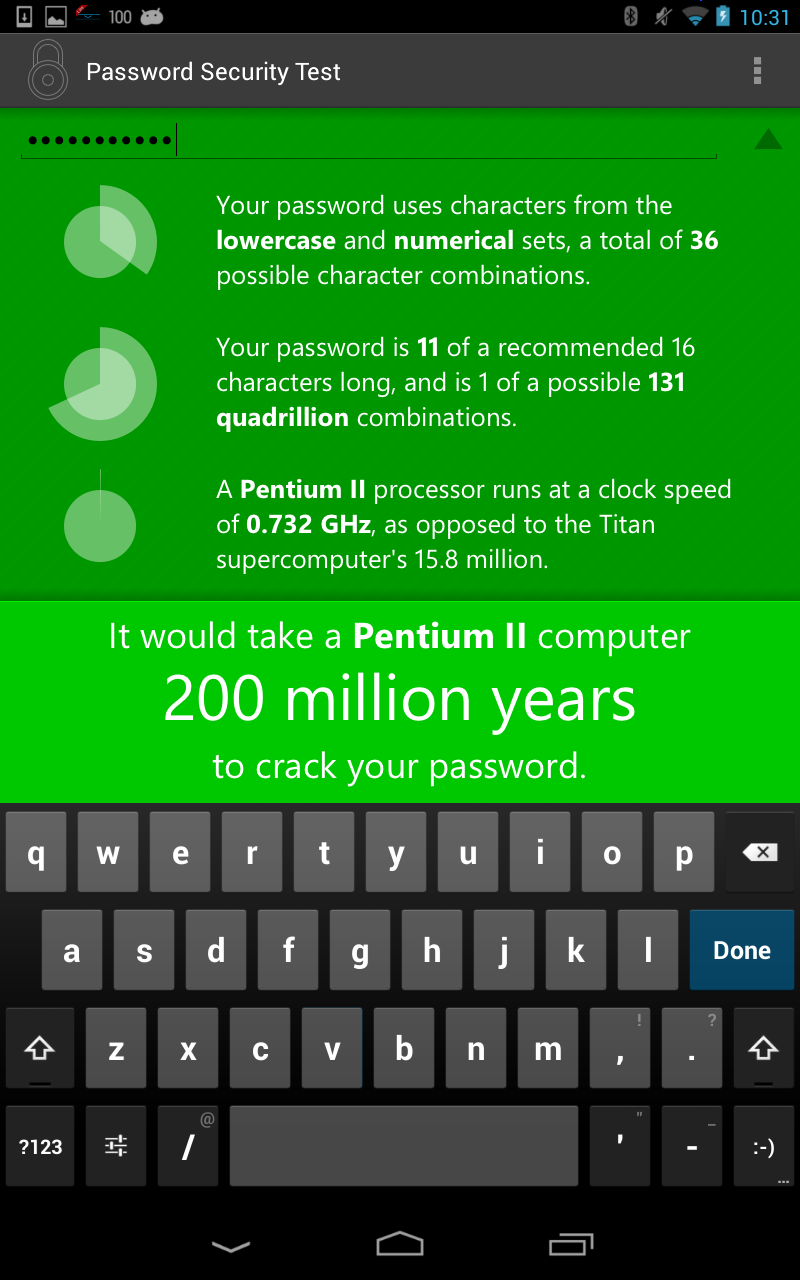 100 10:31
Password Security Test
•••••••••••
Your password uses characters from the
lowercase and numerical sets, a total of 36
possible character combinations.
Your password is 11 of a recommended 16
characters long, and is 1 of a possible 131
quadrillion combinations.
A Pentium II processor runs at a clock speed
of 0.732 GHz, as opposed to the Titan
supercomputer's 15.8 million.
It would take a Pentium II computer
200 million years
to crack your password.
q w e r t y u i o p
a s d f g h j k l Done
! ?
z x c v b n m , .
@ " _
?123 / ' - :-)
...